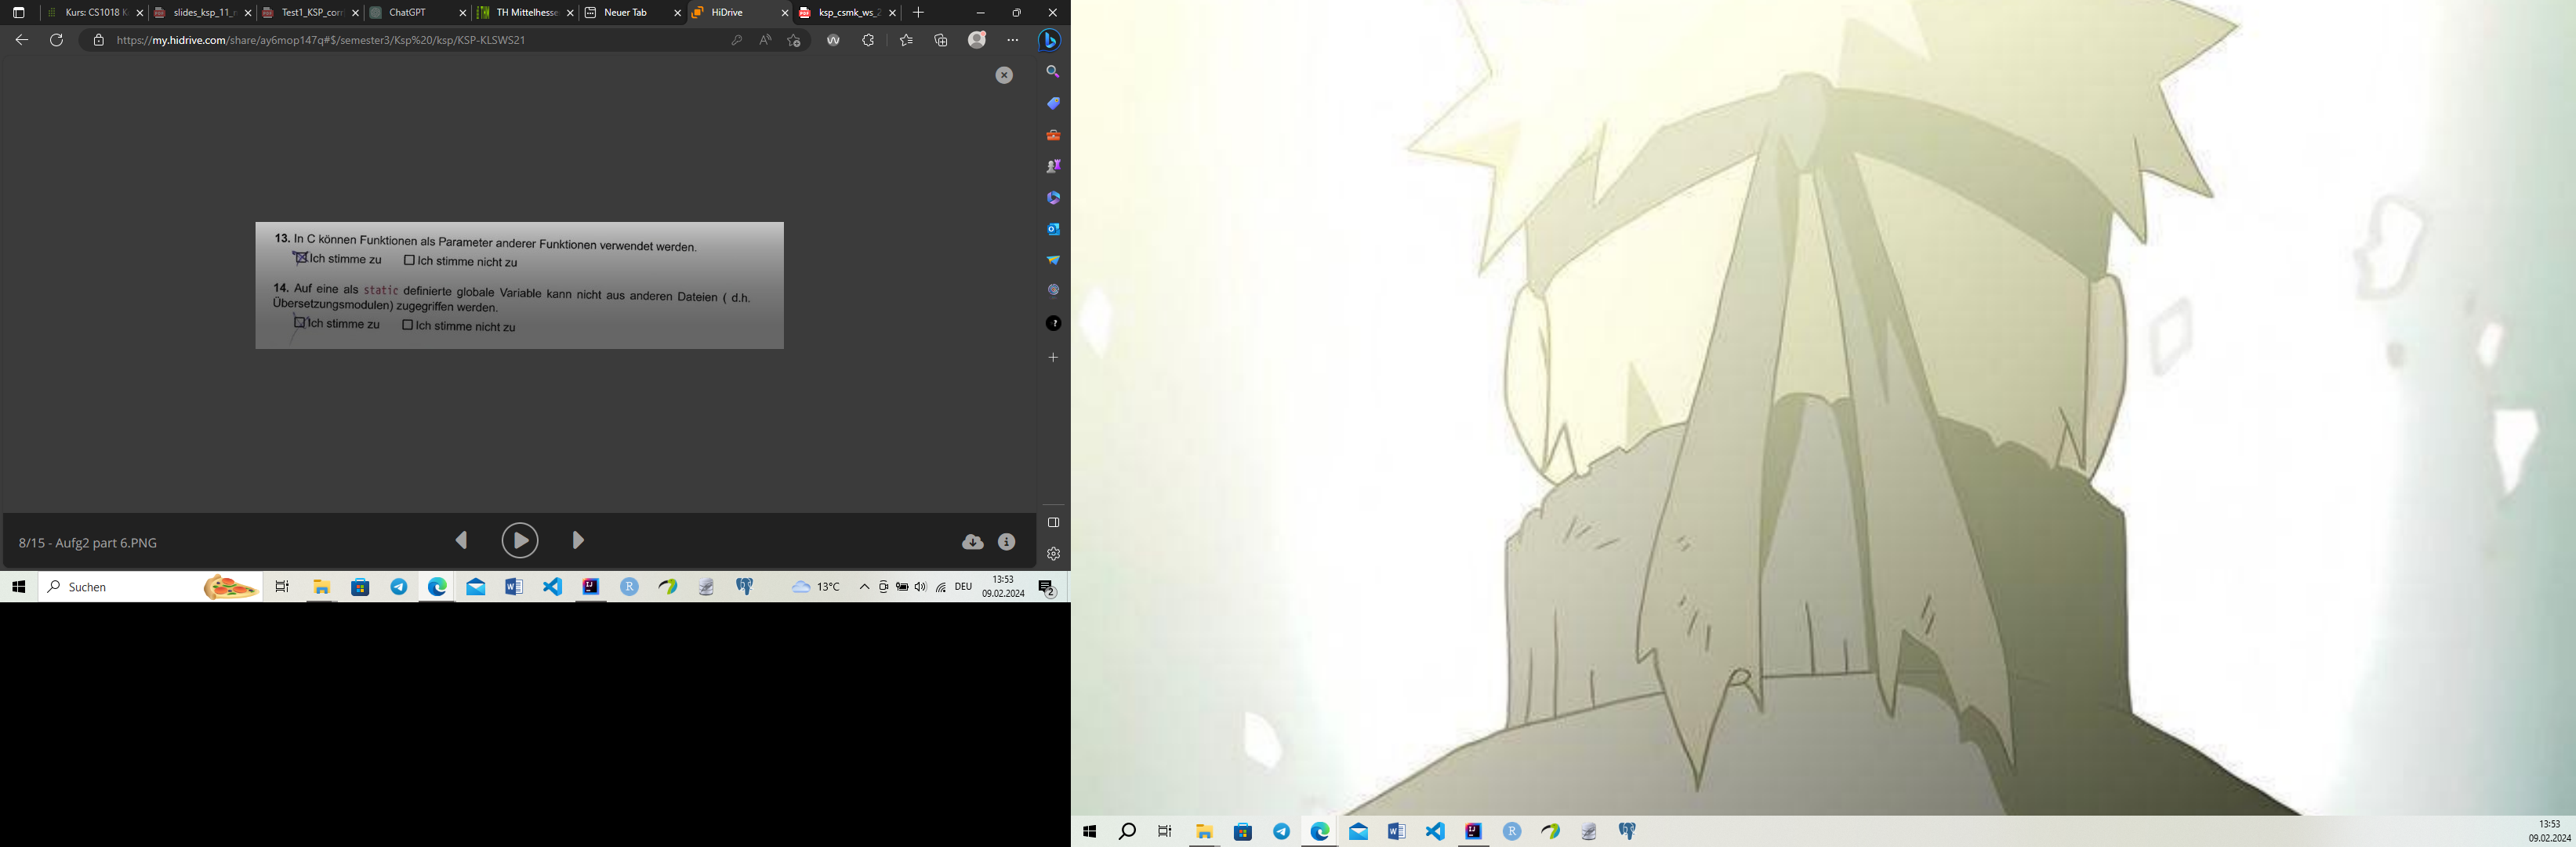 Kurs: CS1018 K
slides_ksp_11_
Test1_KSP_corr
ChatGPT
TH Mittelhesse
Neuer Tab
HiDrive
ksp_csmk_ws_2
https://my.hidrive.com/share/ay6mop147q#$/semester3/Ksp%20/ksp/KSP-KLSWS21
13. In C können Funktionen als Parameter anderer Funktionen verwendet werden.
Ich stimme zu Ich stimme nicht zu
14. Auf eine als static definierte globale Variable kann nicht aus anderen Dateien ( d.h.
Übersetzungsmodulen) zugegriffen werden.
Ich stimme zu Ich stimme nicht zu
8/15 - Aufg2 part 6.PNG
Suchen
13°C
DEU
13:53
09.02.2024
2
13:53
09.02.2024